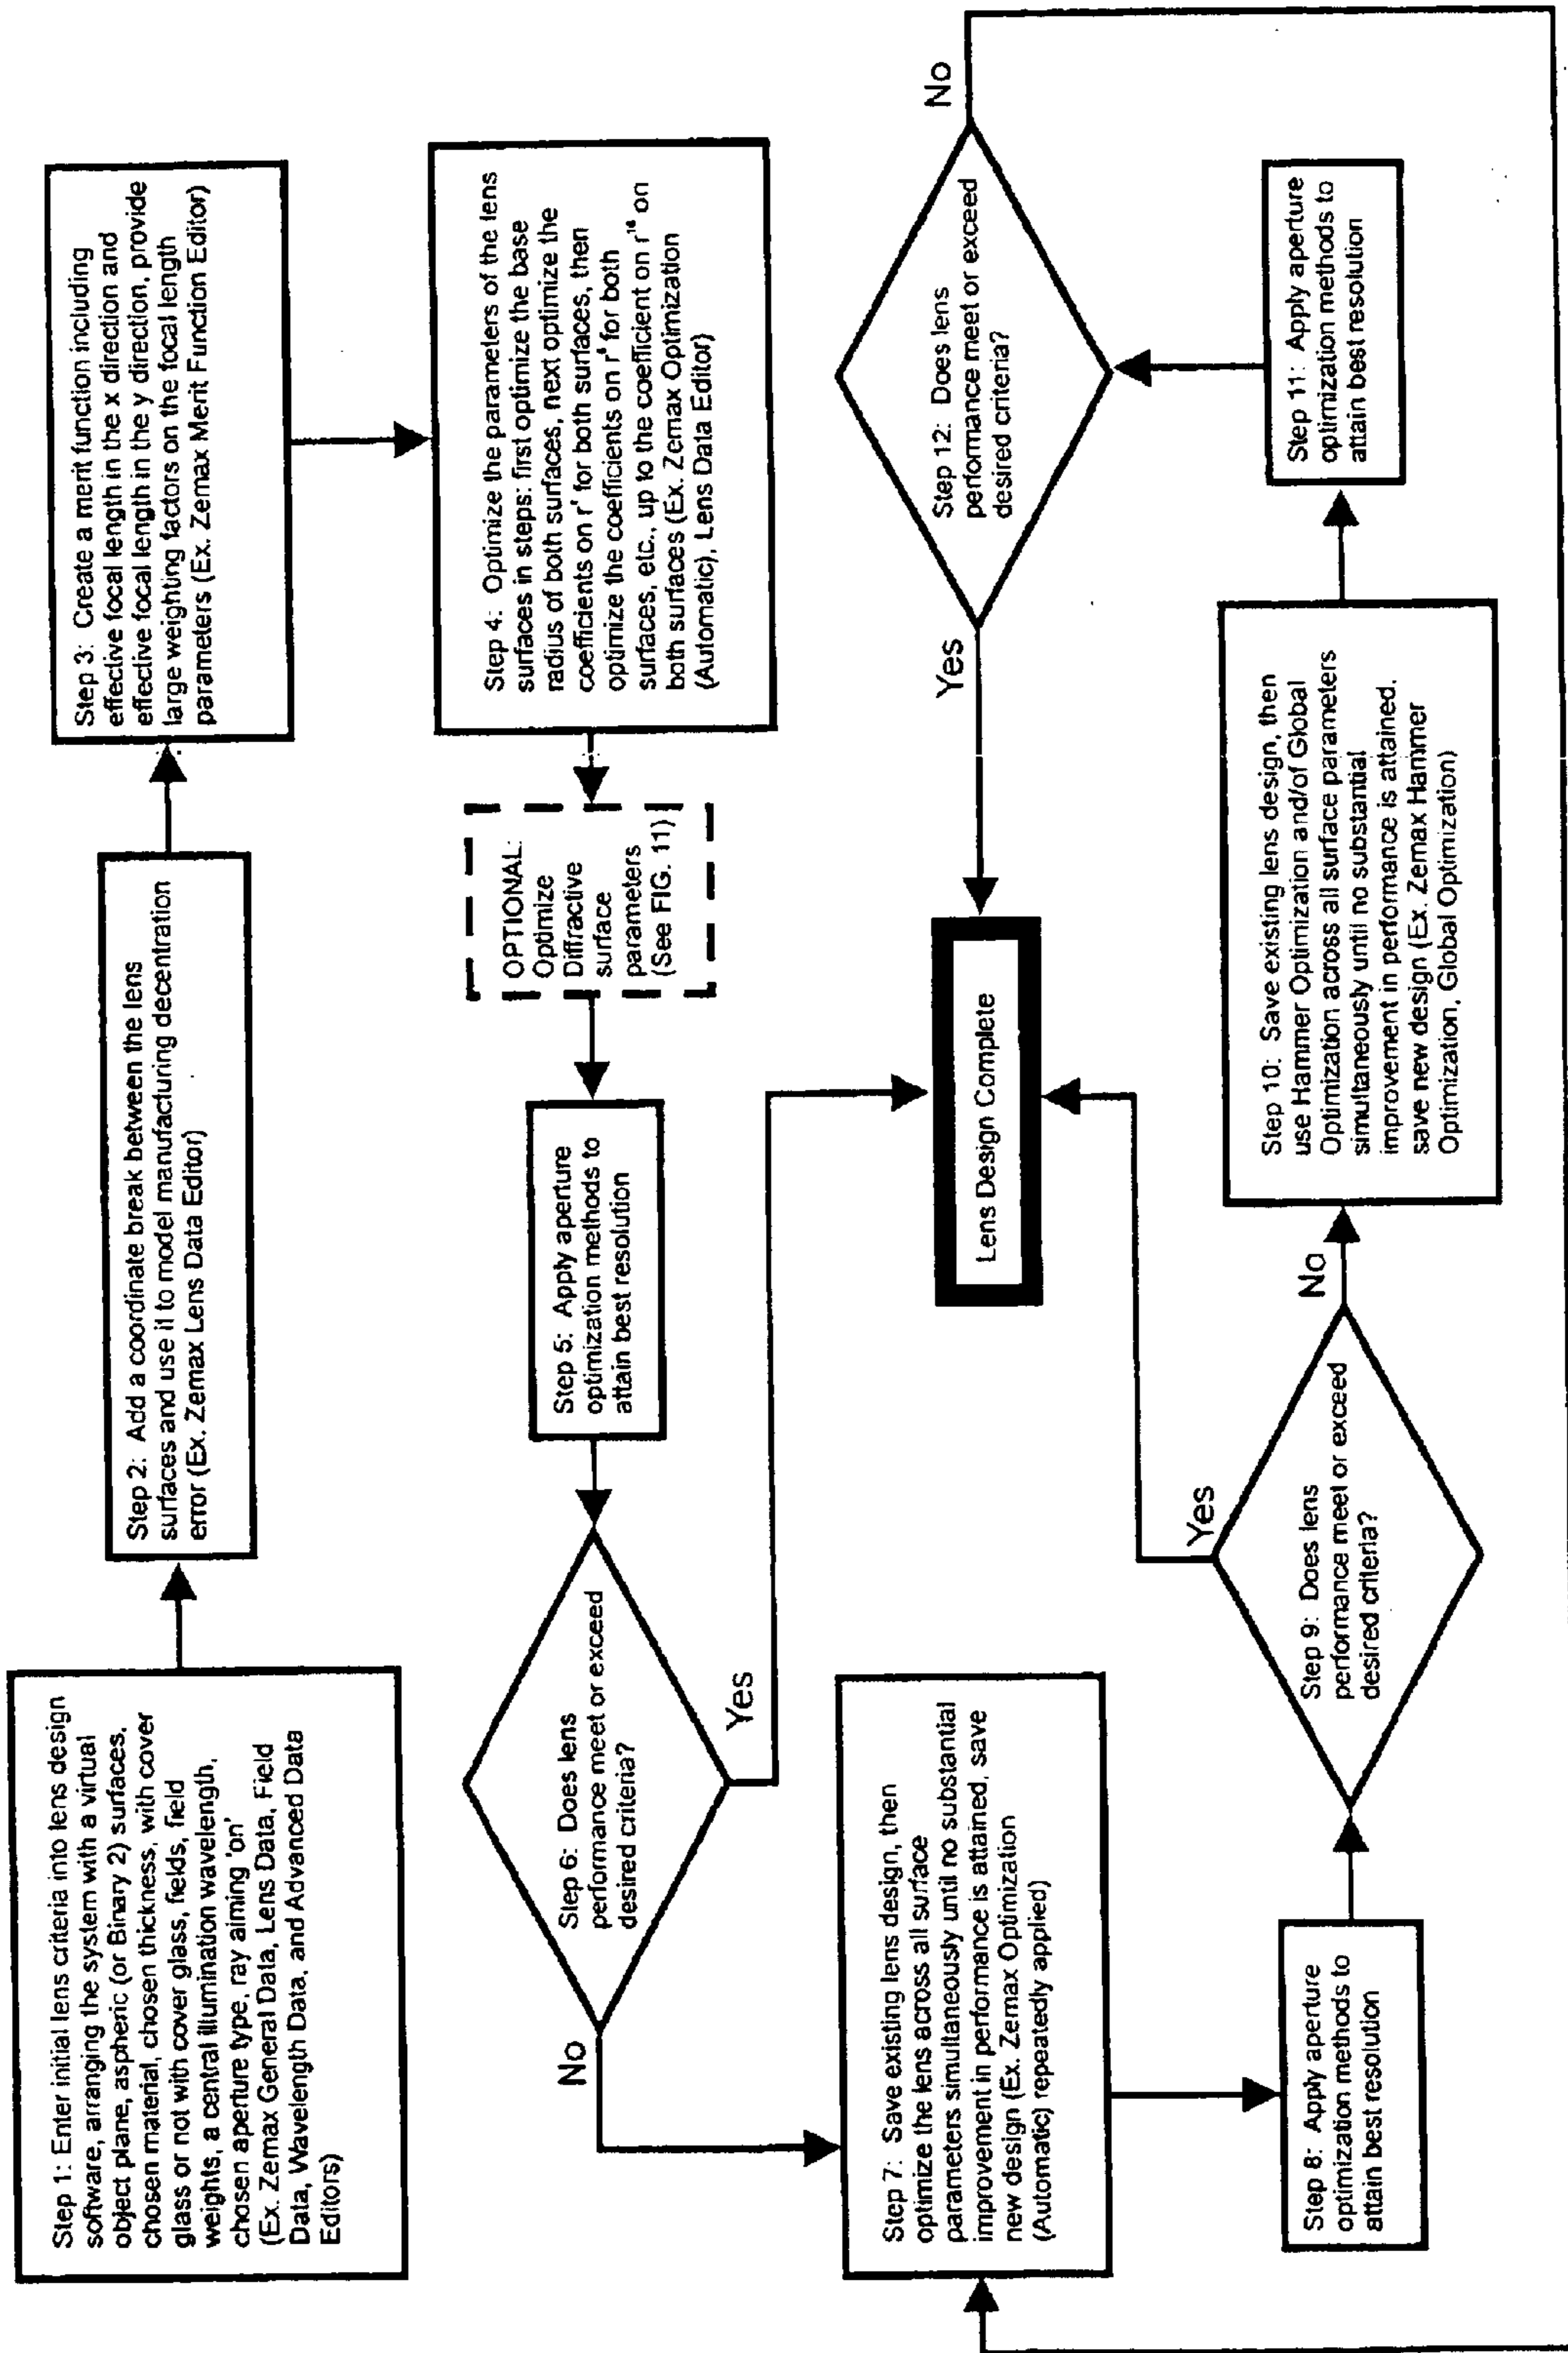 Step 1: Enter initial lens criteria into lens design
software, arranging the system with a virtual
object plane, aspheric (or Binary 2) surfaces,
chosen material, chosen thickness, with cover
glass or not with cover glass, fields, field
weights, a central illumination wavelength,
chosen aperture type, ray aiming 'on'
(Ex. Zemax General Data, Lens Data, Field
Data, Wavelength Data, and Advanced Data
Editors)
Step 2: Add a coordinate break between the lens
surfaces and use it to model manufacturing decentration
error (Ex. Zemax Lens Data Editor)
Step 3: Create a merit function including
effective focal length in the x direction and
effective focal length in the y direction, provide
large weighting factors on the focal length
parameters (Ex. Zemax Merit Function Editor)
Step 4: Optimize the parameters of the lens
surfaces in steps: first optimize the base
radius of both surfaces, next optimize the
coefficients on for both surfaces, then
optimize the coefficients on for both
surfaces, etc., up to the coefficient on on
both surfaces (Ex. Zemax Optimization
(Automatic), Lens Data Editor)
OPTIONAL:
Optimize
Diffractive
surface
parameters
(See FIG. 11)
Step 5: Apply aperture
optimization methods to
attain best resolution
Step 6: Does lens
performance meet or exceed
desired criteria?
No
Yes
Step 7: Save existing lens design, then
optimize the lens across all surface
parameters simultaneously until no substantial
improvement in performance is attained, save
new design (Ex. Zemax Optimization
(Automatic) repeatedly applied)
Step 8: Apply aperture
optimization methods to
attain best resolution
Step 9: Does lens
performance meet or exceed
desired criteria?
Yes
No
Lens Design Complete
Step 10: Save existing lens design, then
use Hammer Optimization and/of Global
Optimization across all surface parameters
simultaneously until no substantial
improvement in performance is attained.
save new design (Ex. Zemax Hammer
Optimization, Global Optimization)
Step 11: Apply aperture
optimization methods to
attain best resolution
Step 12: Does lens
performance meet or exceed
desired criteria?
Yes
No